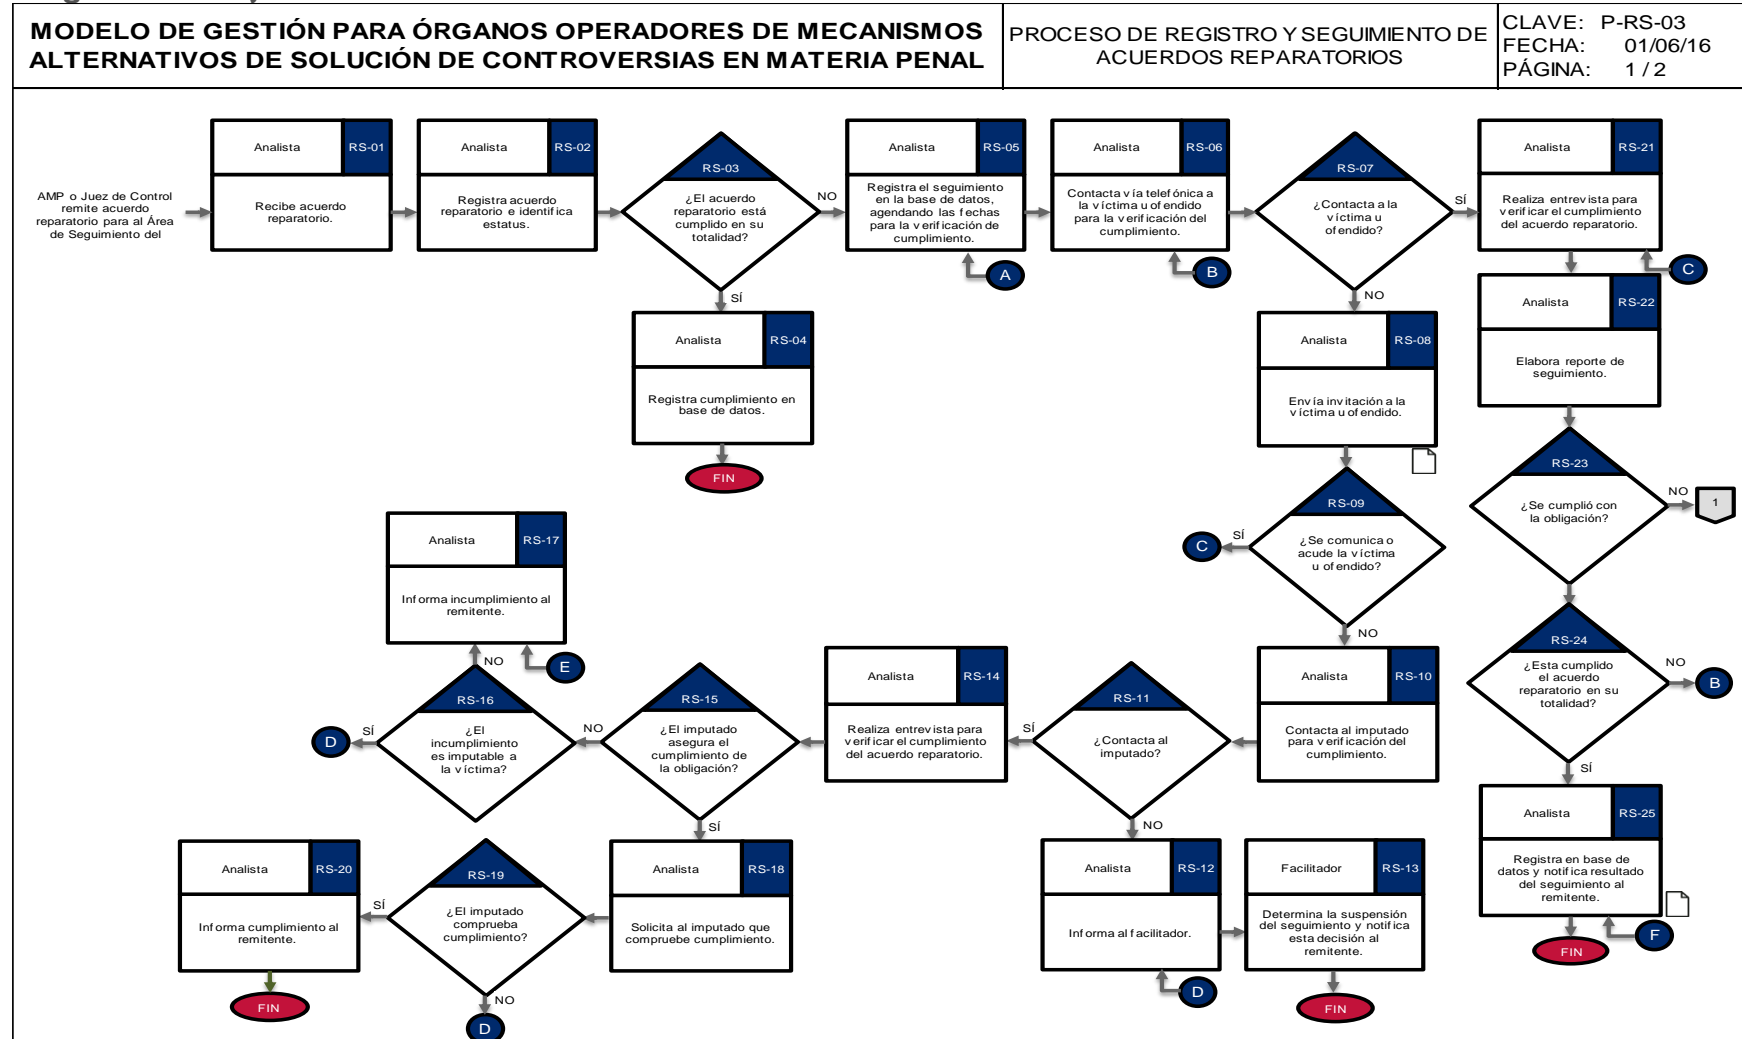 MODELO DE GESTIÓN PARA ÓRGANOS OPERADORES DE MECANISMOS
ALTERNATIVOS DE SOLUCIÓN DE CONTROVERSIAS EN MATERIA PENAL
PROCESO DE REGISTRO Y SEGUIMIENTO DE
ACUERDOS REPARATORIOS
CLAVE: P-RS-03
FECHA: 01/06/16
PÁGINA: 1 / 2
AMP o Juez de Control
remite acuerdo
reparatorio para al Área
de Seguimiento del
Analista
RS-01
Recibe acuerdo
reparatorio.
Analista
RS-02
Registra acuerdo
reparatorio e identifica
estatus.
RS-03
¿El acuerdo
reparatorio está
cumplido en su
totalidad?
NO
SÍ
Analista
RS-04
Registra cumplimiento en
base de datos.
FIN
Analista
RS-05
Registra el seguimiento
en la base de datos,
agendando las fechas
para la verificación de
cumplimiento.
A
Analista
RS-06
Contacta vía telefónica a
la víctima u ofendido
para la verificación del
cumplimiento.
B
RS-07
¿Contacta a la
víctima u
ofendido?
SÍ
NO
Analista
RS-21
Realiza entrevista para
verificar el cumplimiento
del acuerdo reparatorio.
C
Analista
RS-22
Elabora reporte de
seguimiento.
Analista
RS-08
Envía invitación a la
víctima u ofendido.
RS-23
¿Se cumplió con
la obligación?
NO
1
RS-09
¿Se comunica o
acude la víctima
u ofendido?
SÍ
C
NO
Analista
RS-17
Informa incumplimiento al
remitente.
E
NO
RS-16
¿El
incumplimiento
es imputable a
la víctima?
SÍ
D
RS-15
¿El imputado
asegura el
cumplimiento de
la obligación?
NO
SÍ
Analista
RS-14
Realiza entrevista para
verificar el cumplimiento
del acuerdo reparatorio.
RS-11
¿Contacta al
imputado?
SÍ
NO
Analista
RS-10
Contacta al imputado
para verificación del
cumplimiento.
RS-24
¿Esta cumplido
el acuerdo
reparatorio en su
totalidad?
NO
B
SÍ
Analista
RS-20
Informa cumplimiento al
remitente.
FIN
RS-19
¿El imputado
comprueba
cumplimiento?
SÍ
NO
D
Analista
RS-18
Solicita al imputado que
compruebe cumplimiento.
Analista
RS-12
Informa al facilitador.
D
Facilitador
RS-13
Determina la suspensión
del seguimiento y notifica
esta decisión al
remitente.
FIN
Analista
RS-25
Registra en base de
datos y notifica resultado
del seguimiento al
remitente.
F
FIN